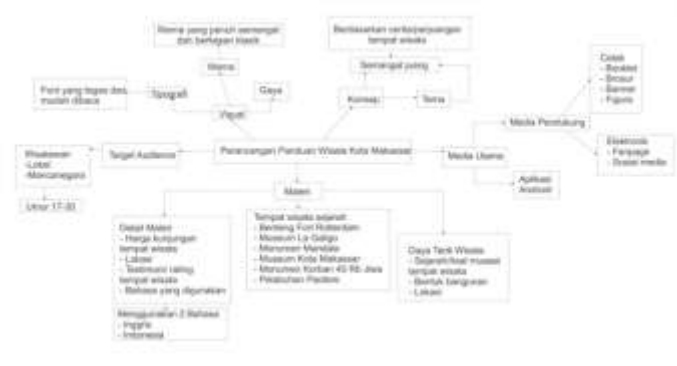 Warna yang penuh semangat
dan bertegan klasik
Berdasarkan cerita/perjuangan
tempat wisata
Warna
Semangat juang
Font yang tegas dan
mudah dibaca
Tipografi
Gaya
Visual
Konsep
Tema
Cetak
- Booklet
- Brosur
- Banner
- Figura
Media Pendukung
Elektronik
- Fanpage
- Sosial media
Wisatawan
-Lokal
-Mancanegara
Target Audience
Perancangan Panduan Wisata Kota Makassar
Media Utama
Aplikasi
Android
Umur 17-30
Materi
Detail Materi
- Harga kunjungan
tempat wisata
- Lokasi
- Testimoni rating
tempat wisata
- Bahasa yang digunakan
Tempat wisata sejarah
- Benteng Fort Rotterdam
- Museum La Galigo
- Monumen Mandala
- Museum Kota Makassar
- Monumen Korban 40 Rb Jiwa
- Pelabuhan Paotere
Daya Tarik Wisata
- Sejarah/hasil museum
tempat wisata
- Bentuk bangunan
- Lokasi
Menggunakan 2 Bahasa
- Inggris
- Indonesia